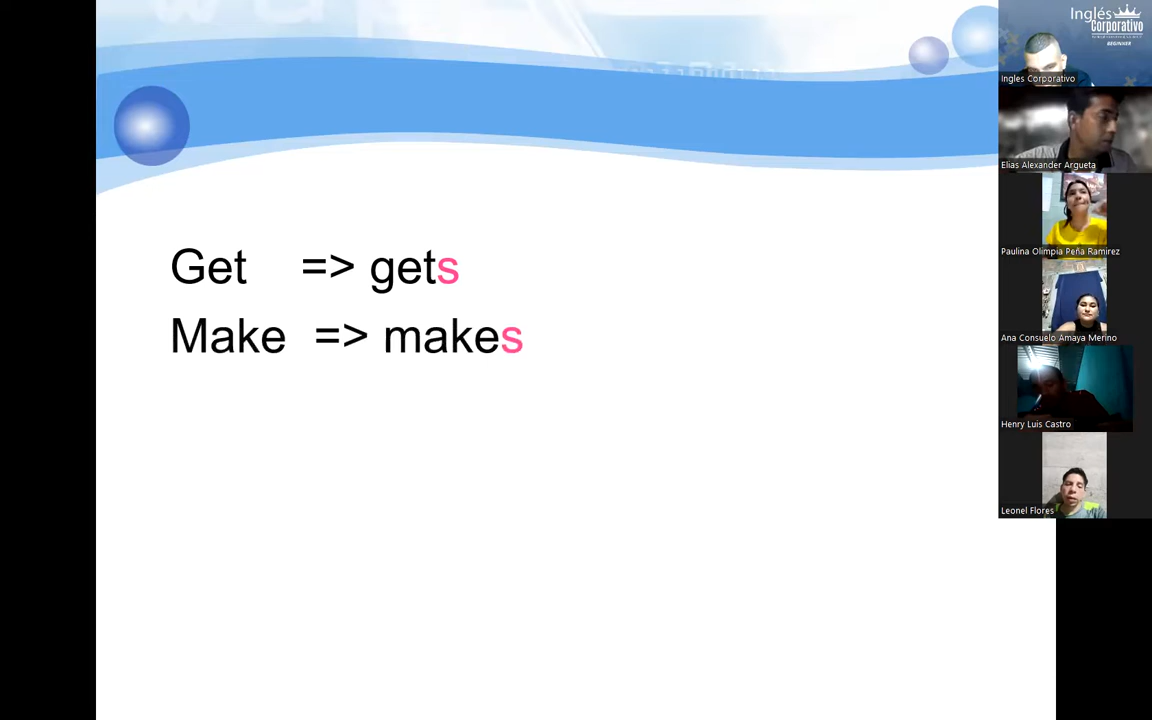 Get => gets
Make => makes
Inglés
Corporativo
BEGINNER
Ingles Corporativo
Elias Alexander Argueta
Paulina Olimpia Peña Ramirez
Ana Consuelo Amaya Merino
Henry Luis Castro
Leonel Flores